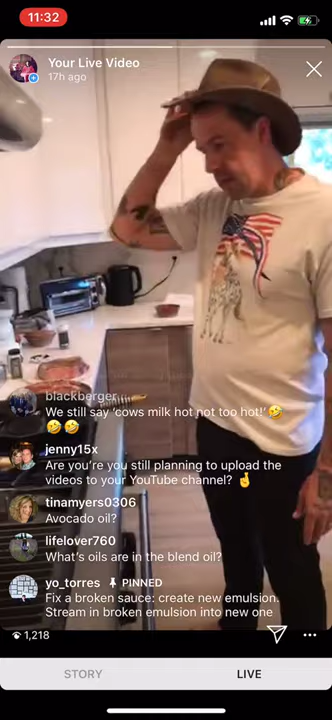 11:32
Your Live Video
17h ago
blackberger
We still say ‘cows milk hot not too hot!’🤣
🤣🤣
jenny15x
Are you’re you still planning to upload the
videos to your YouTube channel? 🤞
tinamyers0306
Avocado oil?
lifelover760
What’s oils are in the blend oil?
yo_torres PINNED
Fix a broken sauce: create new emulsion.
Stream in broken emulsion into new one
1,218
STORY LIVE